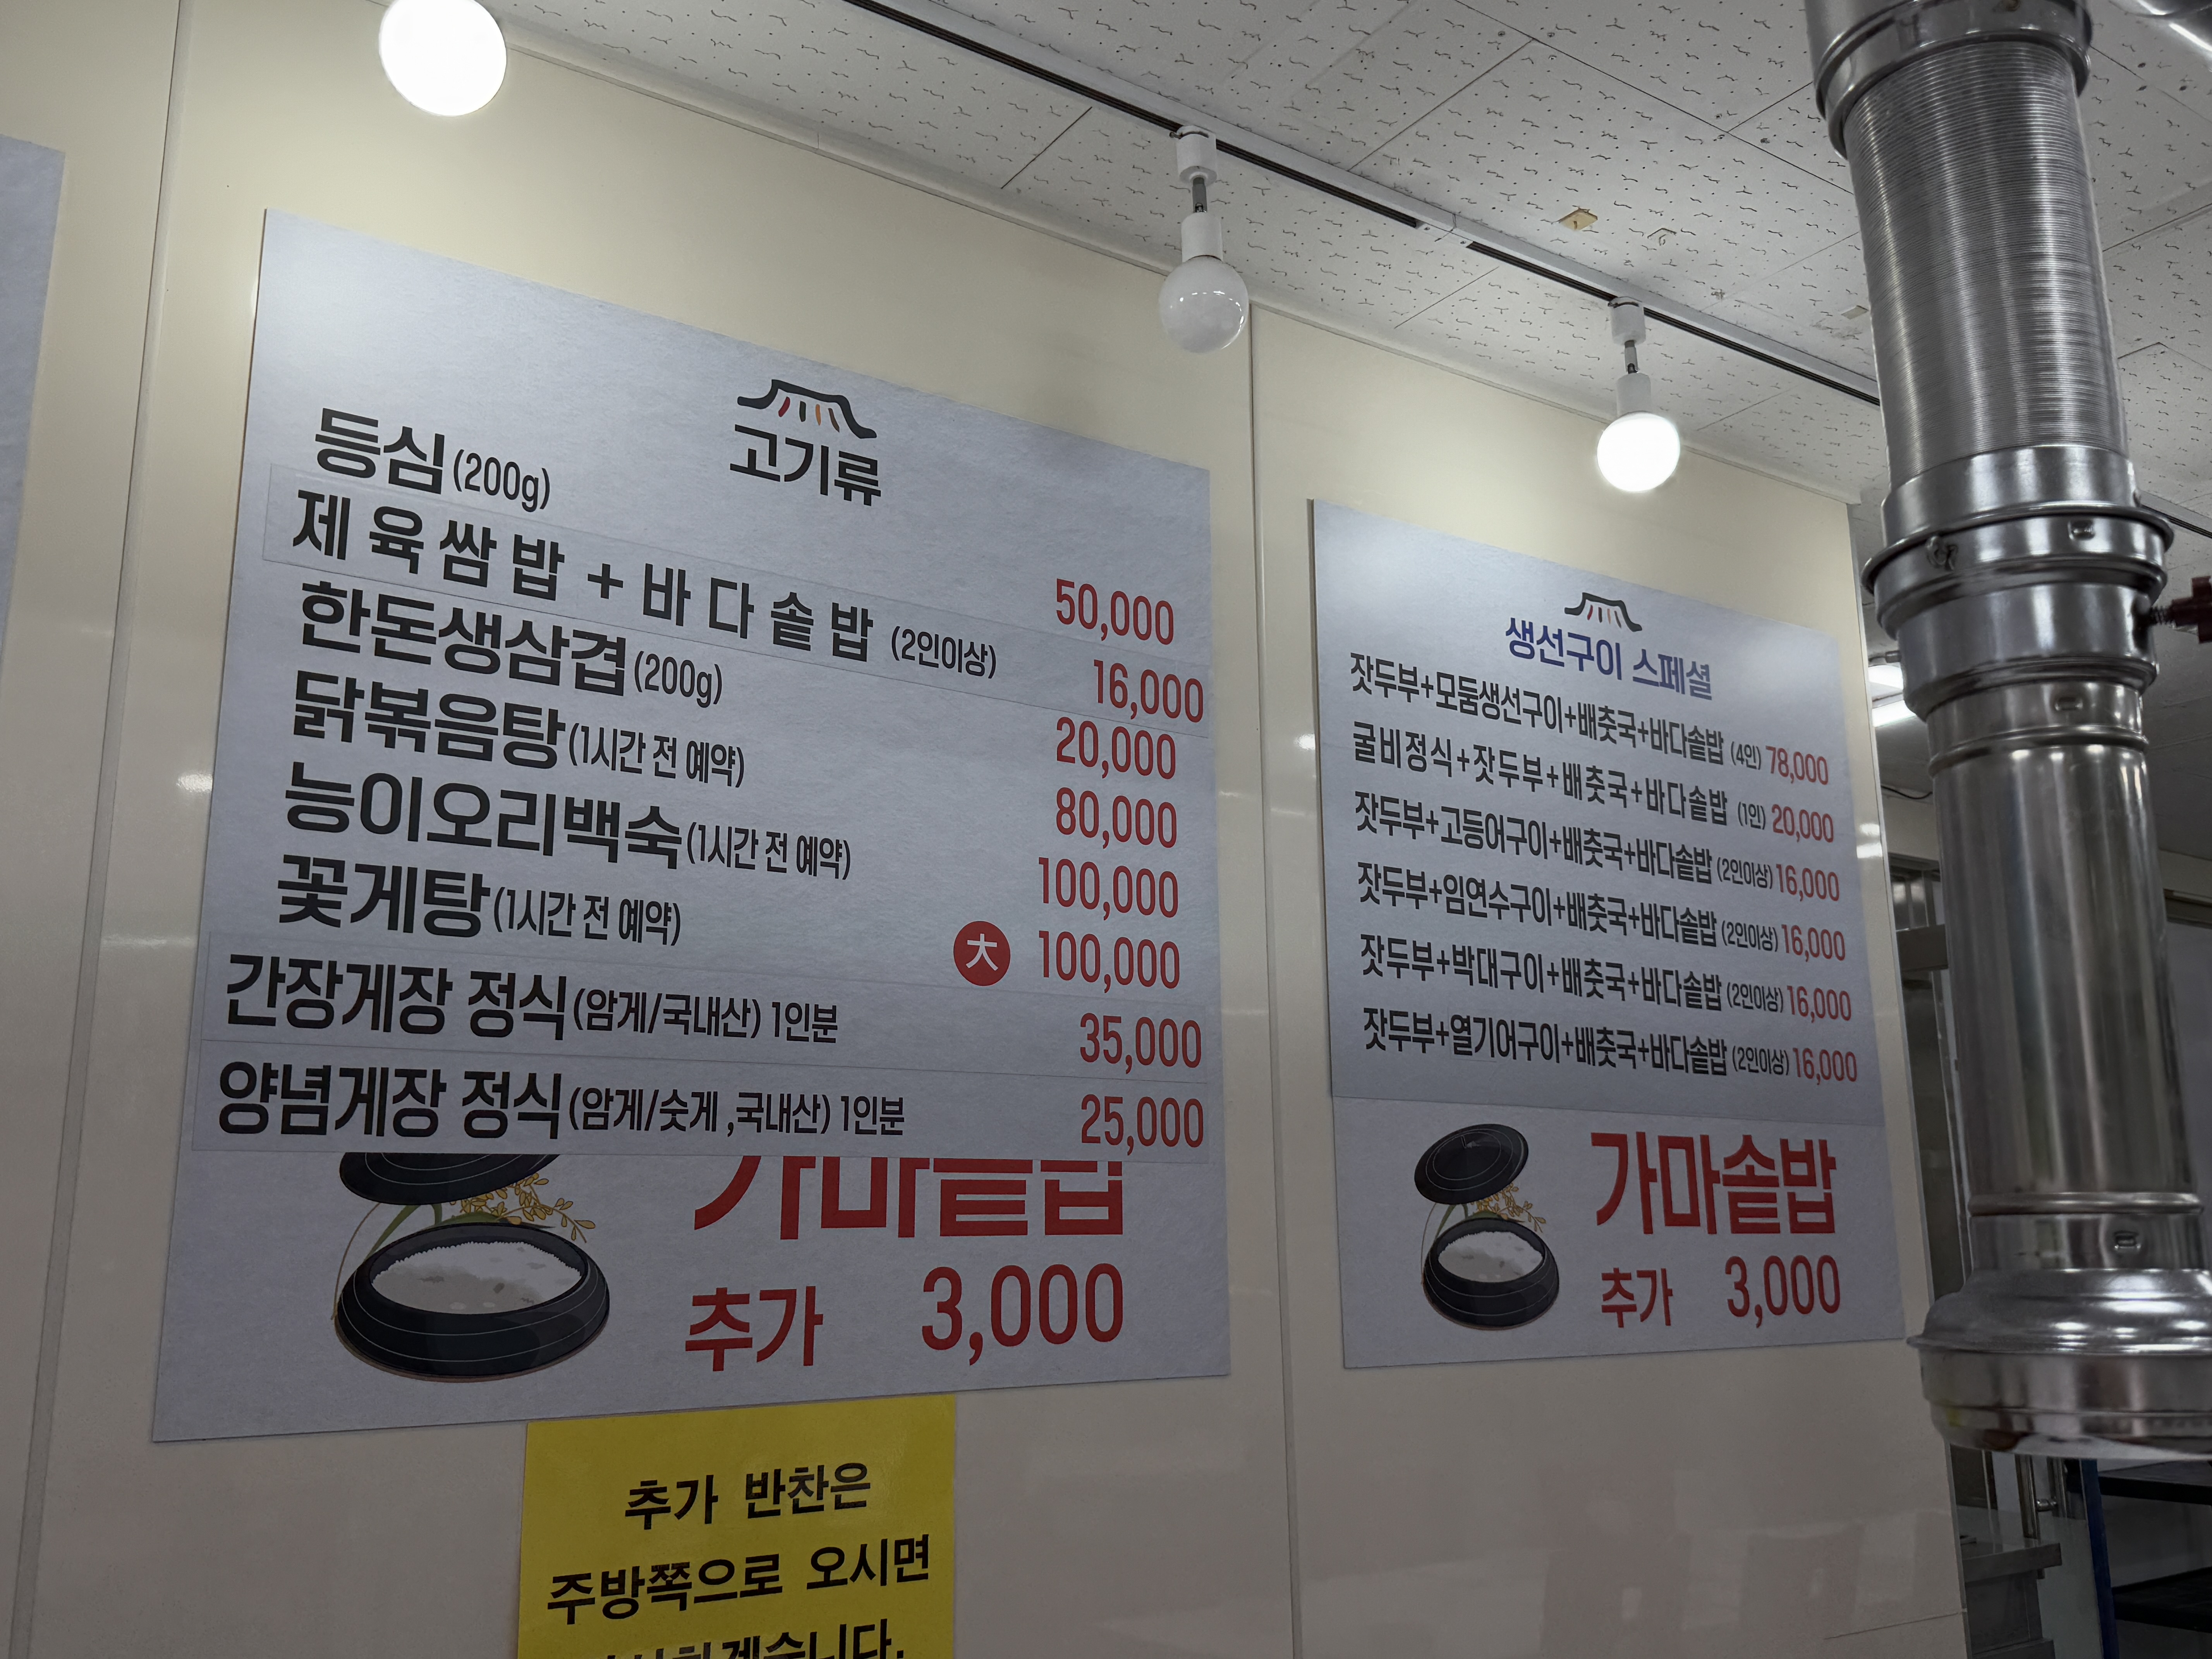 고기류
등심(200g) 50,000
제육쌈밥 + 바다솥밥 (2인이상) 16,000
한돈생삼겹(200g) 20,000
닭볶음탕(1시간 전 예약) 80,000
능이오리백숙(1시간 전 예약) 100,000
꽃게탕(1시간 전 예약) 大 100,000
간장게장 정식(암게/국내산) 1인분 35,000
양념게장 정식(암게/숫게 ,국내산) 1인분 25,000
가마솥밥
추가 3,000
추가 반찬은
주방쪽으로 오시면
생선구이 스페셜
잣두부+모둠생선구이+배춧국+바다솥밥 (4인) 78,000
굴비정식+잣두부+배춧국+바다솥밥 (1인) 20,000
잣두부+고등어구이+배춧국+바다솥밥 (2인이상) 16,000
잣두부+임연수구이+배춧국+바다솥밥 (2인이상) 16,000
잣두부+박대구이+배춧국+바다솥밥 (2인이상) 16,000
잣두부+열기어구이+배춧국+바다솥밥 (2인이상) 16,000
가마솥밥
추가 3,000